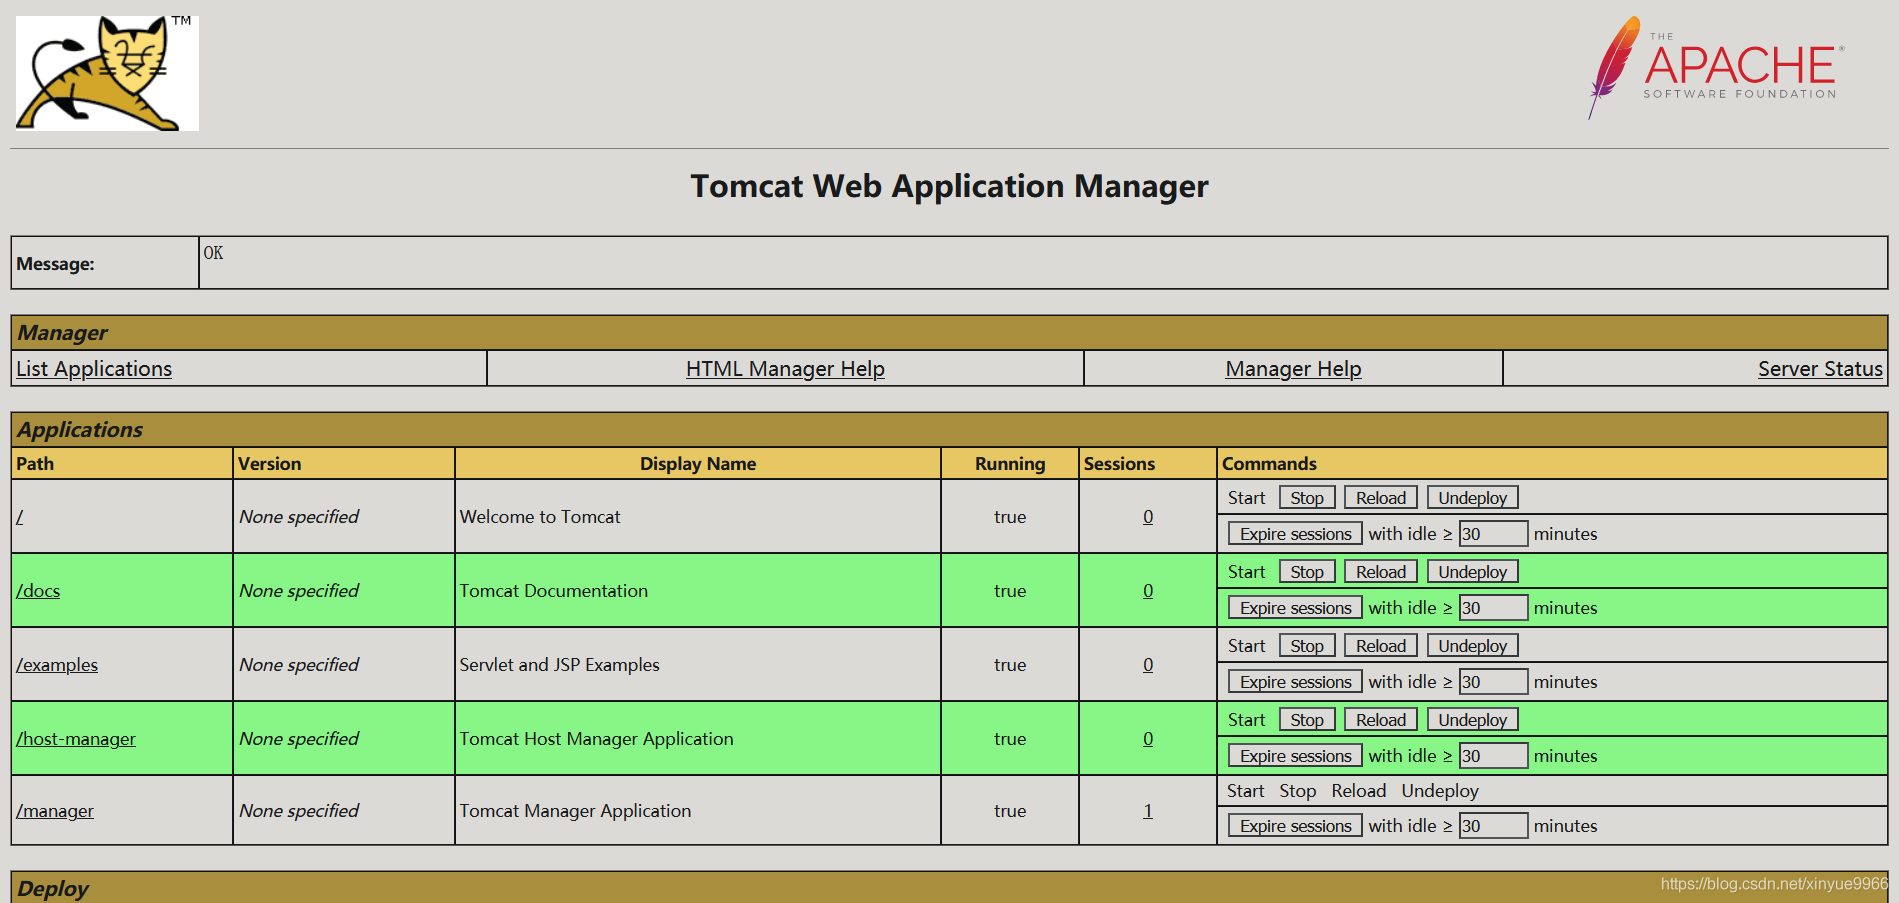 TM
THE
APACHE®
SOFTWARE FOUNDATION
Tomcat Web Application Manager
Message: OK
Manager
List Applications HTML Manager Help Manager Help Server Status
Applications
Path Version Display Name Running Sessions Commands
/ None specified Welcome to Tomcat true 0 Start Stop Reload Undeploy
Expire sessions with idle ≥ 30 minutes
/docs None specified Tomcat Documentation true 0 Start Stop Reload Undeploy
Expire sessions with idle ≥ 30 minutes
/examples None specified Servlet and JSP Examples true 0 Start Stop Reload Undeploy
Expire sessions with idle ≥ 30 minutes
/host-manager None specified Tomcat Host Manager Application true 0 Start Stop Reload Undeploy
Expire sessions with idle ≥ 30 minutes
/manager None specified Tomcat Manager Application true 1 Start Stop Reload Undeploy
Expire sessions with idle ≥ 30 minutes
Deploy
https://blog.csdn.net/xinyue9966